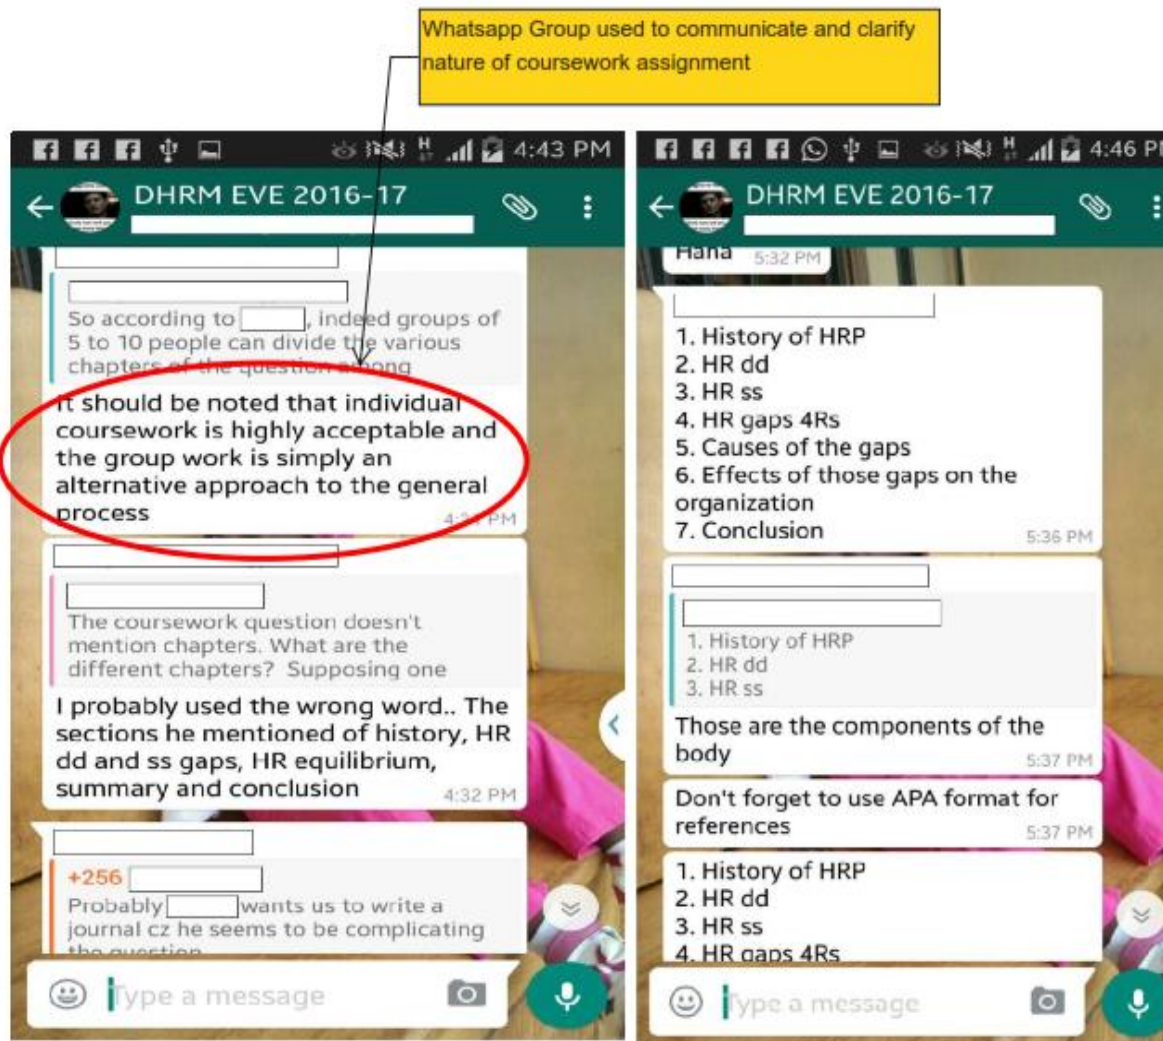 Whatsapp Group used to communicate and clarify
nature of coursework assignment
4:43 PM
DHRM EVE 2016-17
So according to , indeed groups of
5 to 10 people can divide the various
chapters of the question among
It should be noted that individual
coursework is highly acceptable and
the group work is simply an
alternative approach to the general
process
PM
The coursework question doesn't
mention chapters. What are the
different chapters? Supposing one
I probably used the wrong word.. The
sections he mentioned of history, HR
dd and ss gaps, HR equilibrium,
summary and conclusion
4:32 PM
+256
Probably wants us to write a
journal cz he seems to be complicating
the question
Type a message
4:46 PM
DHRM EVE 2016-17
Hana 5:32 PM
1. History of HRP
2. HR dd
3. HR ss
4. HR gaps 4Rs
5. Causes of the gaps
6. Effects of those gaps on the
organization
7. Conclusion
5:36 PM
1. History of HRP
2. HR dd
3. HR ss
Those are the components of the
body
5:37 PM
Don't forget to use APA format for
references
5:37 PM
1. History of HRP
2. HR dd
3. HR ss
4. HR gaps 4Rs
Type a message